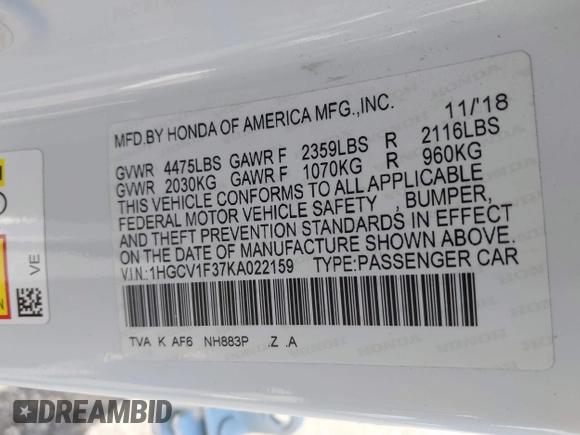 MFD.BY HONDA OF AMERICA MFG.,INC. 11/'18
GVWR 4475LBS GAWR F 2359LBS R 2116LBS
GVWR 2030KG GAWR F 1070KG R 960KG
THIS VEHICLE CONFORMS TO ALL APPLICABLE
FEDERAL MOTOR VEHICLE SAFETY , BUMPER,
AND THEFT PREVENTION STANDARDS IN EFFECT
ON THE DATE OF MANUFACTURE SHOWN ABOVE.
V.I.N.:1HGCV1F37KA022159 TYPE:PASSENGER CAR
TVA K AF6 NH883P .Z .A
VE
DREAMBID